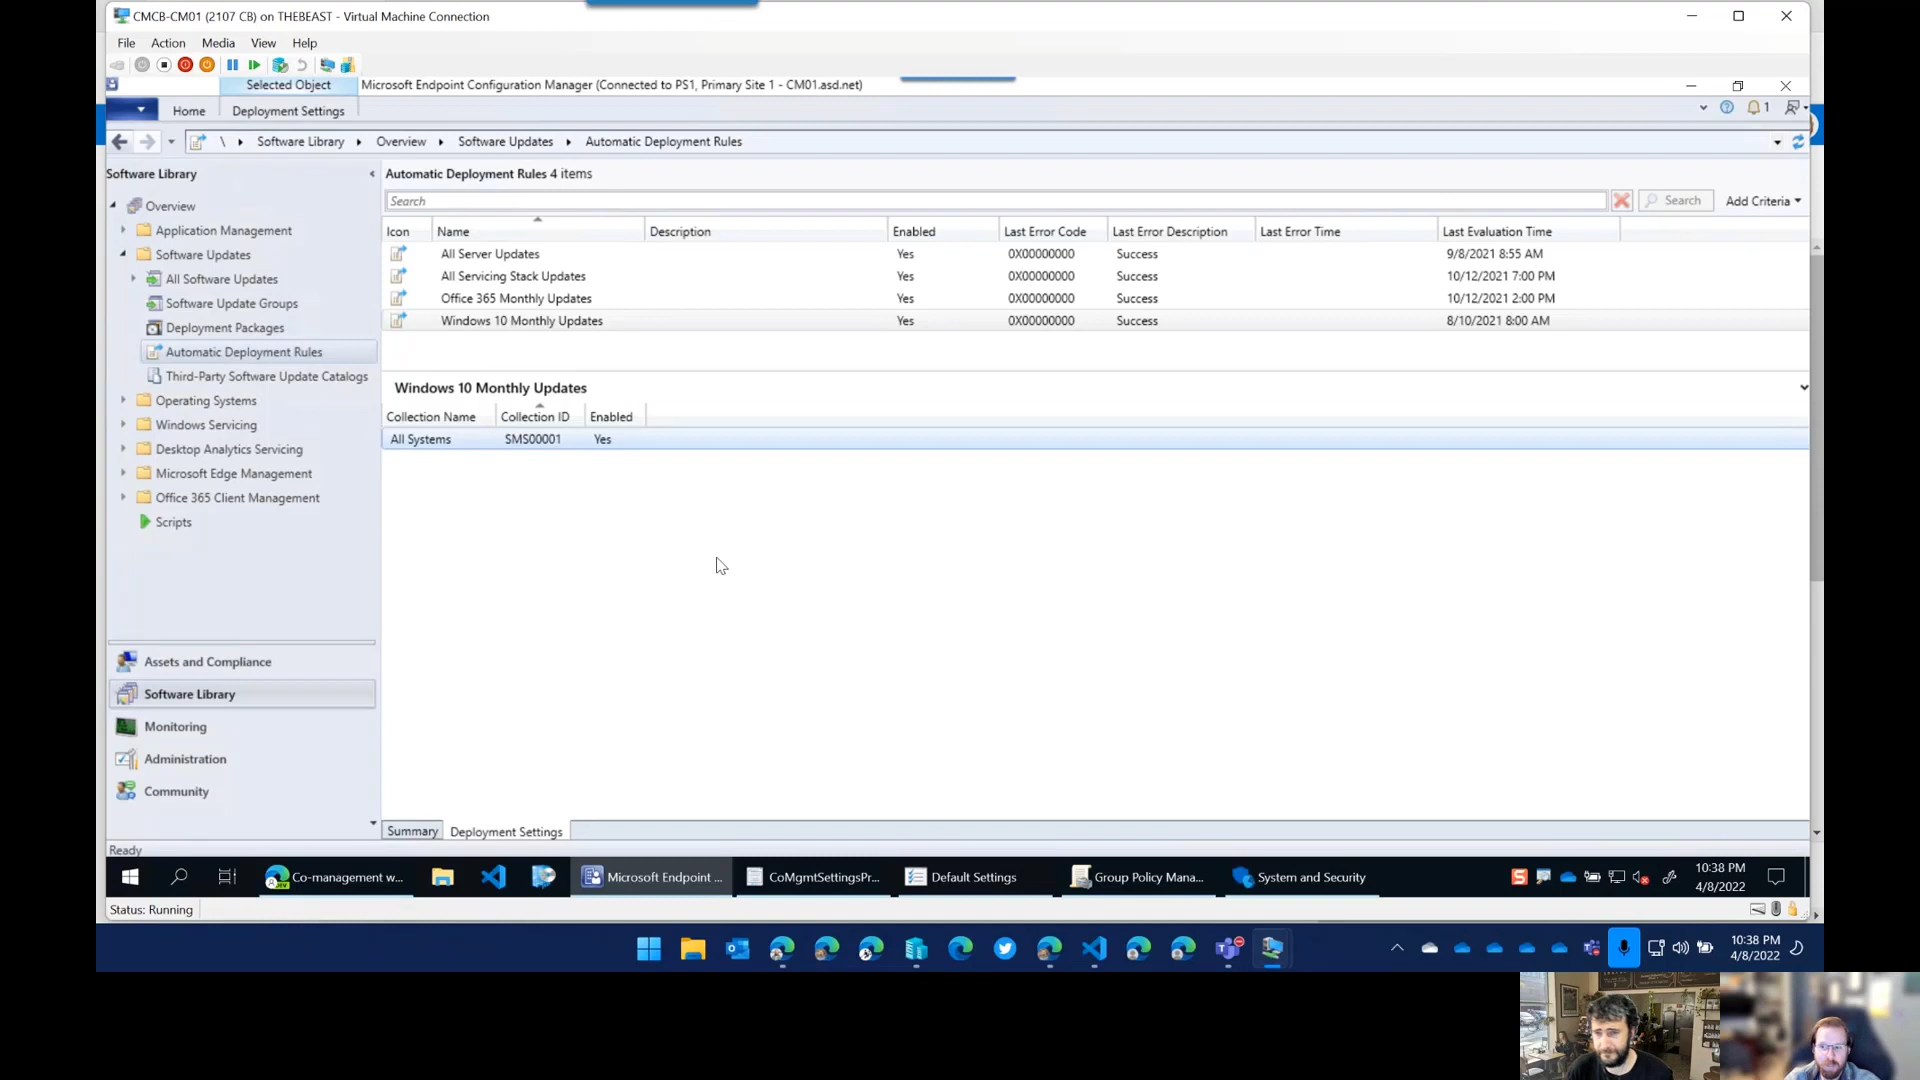 CMCB-CM01 (2107 CB) on THEBEAST - Virtual Machine Connection
File Action Media View Help
Selected Object Microsoft Endpoint Configuration Manager (Connected to PS1, Primary Site 1 - CM01.asd.net)
Home Deployment Settings 1
\ Software Library Overview Software Updates Automatic Deployment Rules
Software Library
Overview
Application Management
Software Updates
All Software Updates
Software Update Groups
Deployment Packages
Automatic Deployment Rules
Third-Party Software Update Catalogs
Operating Systems
Windows Servicing
Desktop Analytics Servicing
Microsoft Edge Management
Office 365 Client Management
Scripts
Assets and Compliance
Software Library
Monitoring
Administration
Community
Automatic Deployment Rules 4 items
Search Search Add Criteria
Icon Name Description Enabled Last Error Code Last Error Description Last Error Time Last Evaluation Time
All Server Updates Yes 0X00000000 Success 9/8/2021 8:55 AM
All Servicing Stack Updates Yes 0X00000000 Success 10/12/2021 7:00 PM
Office 365 Monthly Updates Yes 0X00000000 Success 10/12/2021 2:00 PM
Windows 10 Monthly Updates Yes 0X00000000 Success 8/10/2021 8:00 AM
Windows 10 Monthly Updates
Collection Name Collection ID Enabled
All Systems SMS00001 Yes
Summary Deployment Settings
Ready
Co-management w... Microsoft Endpoint ... CoMgmtSettingsPr... Default Settings Group Policy Mana... System and Security 10:38 PM
4/8/2022
Status: Running
10:38 PM
4/8/2022